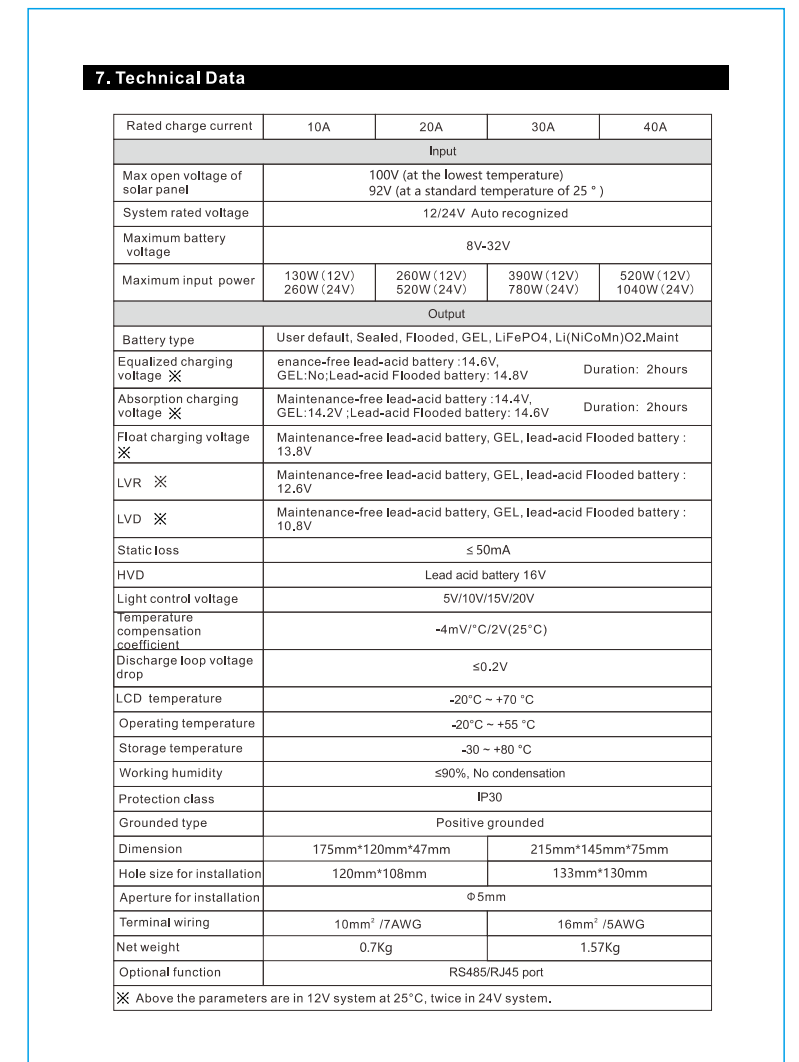 7. Technical Data
Rated charge current 10A 20A 30A 40A
Input
Max open voltage of
solar panel
100V (at the lowest temperature)
92V (at a standard temperature of 25 ° )
System rated voltage 12/24V Auto recognized
Maximum battery
voltage
8V-32V
Maximum input power
130W(12V) 260W(12V) 390W(12V) 520W(12V)
260W(24V) 520W(24V) 780W(24V) 1040W(24V)
Output
Battery type User default, Sealed, Flooded, GEL, LiFePO4, Li(NiCoMn)O2.Maint
Equalized charging
voltage ※
enance-free lead-acid battery :14.6V,
GEL:No;Lead-acid Flooded battery: 14.8V
Duration: 2hours
Absorption charging
voltage ※
Maintenance-free lead-acid battery :14.4V,
GEL:14.2V ;Lead-acid Flooded battery: 14.6V
Duration: 2hours
Float charging voltage
※
Maintenance-free lead-acid battery, GEL, lead-acid Flooded battery :
13.8V
LVR ※
Maintenance-free lead-acid battery, GEL, lead-acid Flooded battery :
12.6V
LVD ※
Maintenance-free lead-acid battery, GEL, lead-acid Flooded battery :
10.8V
Static loss ≤ 50mA
HVD Lead acid battery 16V
Light control voltage 5V/10V/15V/20V
Temperature
compensation
coefficient
-4mV/°C/2V(25°C)
Discharge loop voltage
drop
≤0.2V
LCD temperature -20°C ~ +70 °C
Operating temperature -20°C ~ +55 °C
Storage temperature -30 ~ +80 °C
Working humidity ≤90%, No condensation
Protection class IP30
Grounded type Positive grounded
Dimension 175mm*120mm*47mm 215mm*145mm*75mm
Hole size for installation 120mm*108mm 133mm*130mm
Aperture for installation Φ5mm
Terminal wiring 10mm² /7AWG 16mm² /5AWG
Net weight 0.7Kg 1.57Kg
Optional function RS485/RJ45 port
※ Above the parameters are in 12V system at 25°C, twice in 24V system.